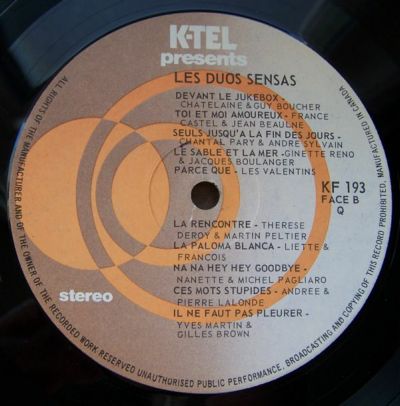 K-TEL
presents
LES DUOS SENSAS
DEVANT LE JUKEBOX -
CHATELAINE & GUY BOUCHER
TOI ET MOI AMOUREUX - FRANCE
CASTEL & JEAN BEAULNE
SEULS JUSQU'A LA FIN DES JOURS -
CHANTAL PARY & ANDRE SYLVAIN
LE SABLE ET LA MER - GINETTE RENO
& JACQUES BOULANGER
PARCE QUE - LES VALENTINS
KF 193
FACE B
Q
LA RENCONTRE - THERESE
DEROY & MARTIN PELTIER
LA PALOMA BLANCA - LIETTE &
FRANCOIS
NA NA HEY HEY GOODBYE -
NANETTE & MICHEL PAGLIARO
CES MOTS STUPIDES - ANDREE &
PIERRE LALONDE
IL NE FAUT PAS PLEURER -
YVES MARTIN &
GILLES BROWN
stereo
ALL RIGHTS OF THE MANUFACTURER AND OF THE OWNER OF THE RECORDED WORK RESERVED UNAUTHORISED PUBLIC PERFORMANCE, BROADCASTING AND COPYING OF THIS RECORD PROHIBITED, MANUFACTURED IN CANADA